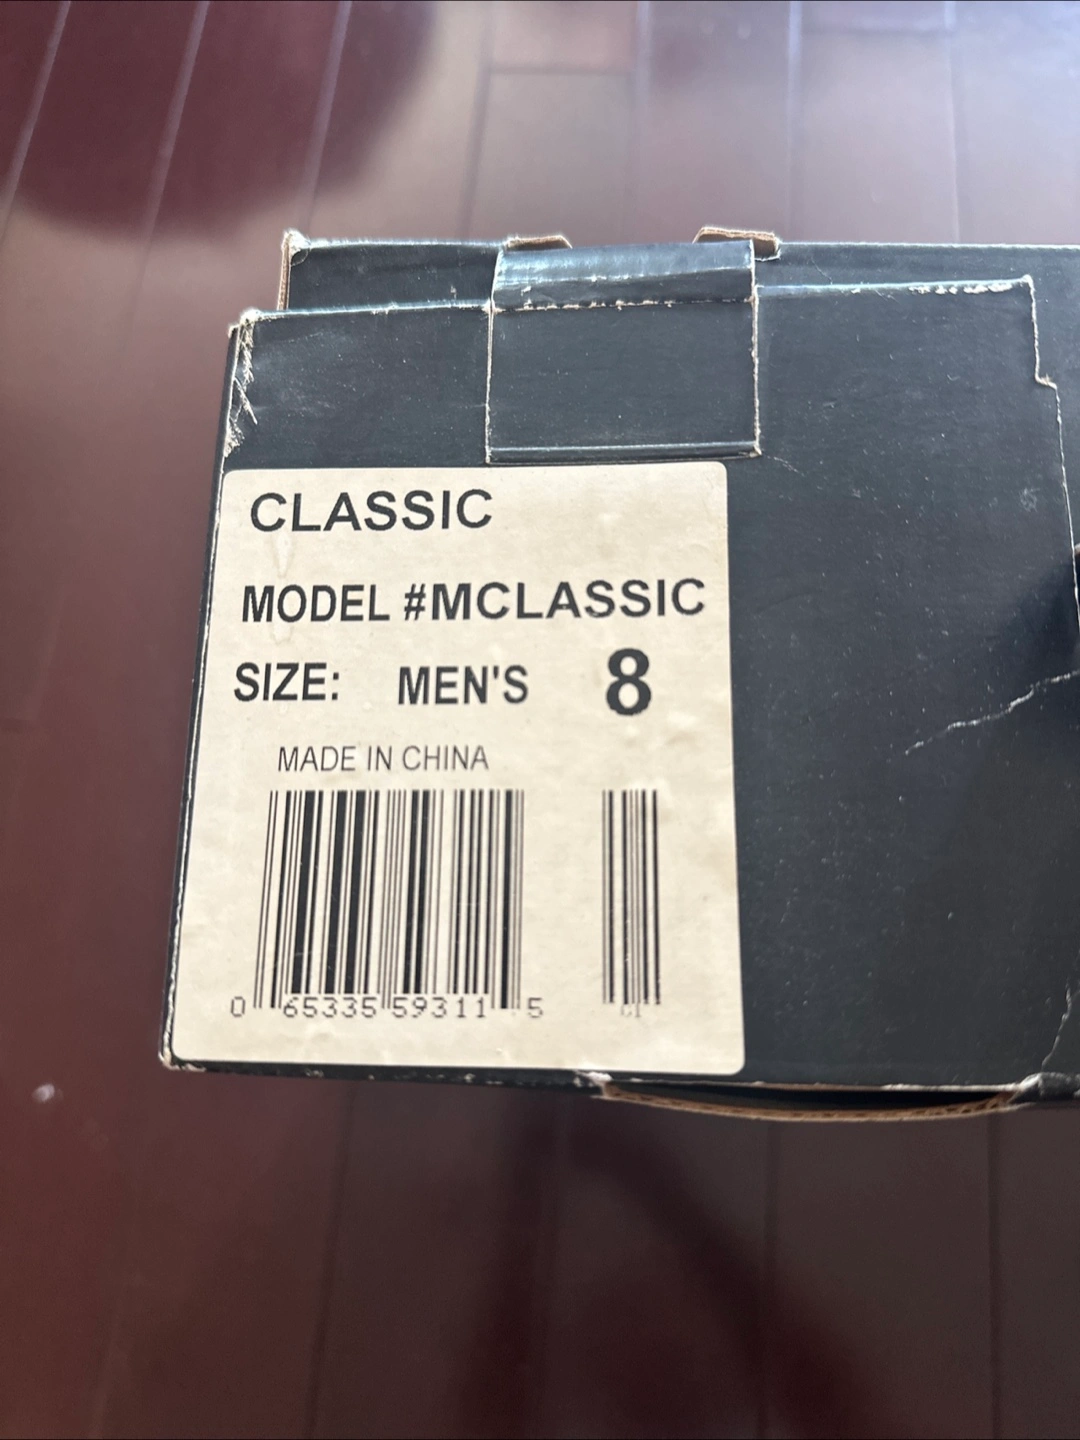 CLASSIC
MODEL #MCLASSIC
SIZE: MEN'S 8
MADE IN CHINA
0 65335 59311 5